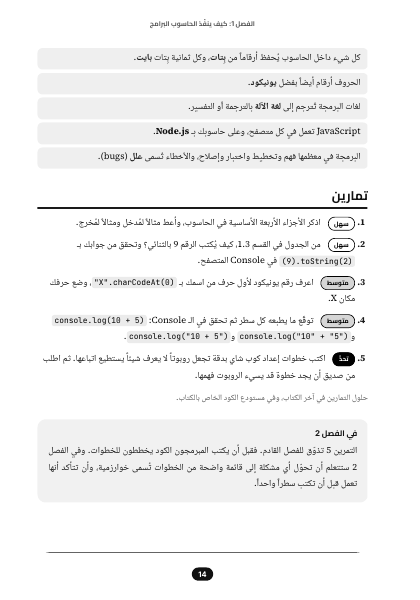 الفصل 1: كيف ينفّذ الحاسوب البرامج
كل شيء داخل الحاسوب يُحفظ أرقاماً من بِتات، وكل ثمانية بِتات بايت.
الحروف أرقام أيضاً بفضل يونيكود.
لغات البرمجة تُترجم إلى لغة الآلة بالترجمة أو التفسير.
JavaScript تعمل في كل متصفح، وعلى حاسوبك بـ Node.js.
البرمجة في معظمها فهم وتخطيط واختبار وإصلاح، والأخطاء تُسمى علل (bugs).
تمارين
1. سهل اذكر الأجزاء الأربعة الأساسية في الحاسوب، وأعط مثالاً لمُدخل ومثالاً لمُخرج.
2. سهل من الجدول في القسم 1.3، كيف يُكتب الرقم 9 بالثنائي؟ وتحقق من جوابك بـ
(9).toString(2) في Console المتصفح.
3. متوسط اعرف رقم يونيكود لأول حرف من اسمك بـ "X".charCodeAt(0)، وضع حرفك
مكان X.
4. متوسط توقّع ما يطبعه كل سطر ثم تحقق في الـ Console: console.log(10 + 5)
و console.log("10" + "5") و console.log("10 + 5").
5. تحدٍّ اكتب خطوات إعداد كوب شاي بدقة تجعل روبوتاً لا يعرف شيئاً يستطيع اتباعها. ثم اطلب
من صديق أن يجد خطوة قد يسيء الروبوت فهمها.
حلول التمارين في آخر الكتاب، وفي مستودع الكود الخاص بالكتاب.
في الفصل 2
التمرين 5 تذوّق للفصل القادم. فقبل أن يكتب المبرمجون الكود يخططون للخطوات. وفي الفصل
2 ستتعلم أن تحوّل أي مشكلة إلى قائمة واضحة من الخطوات تُسمى خوارزمية، وأن تتأكد أنها
تعمل قبل أن تكتب سطراً واحداً.
14